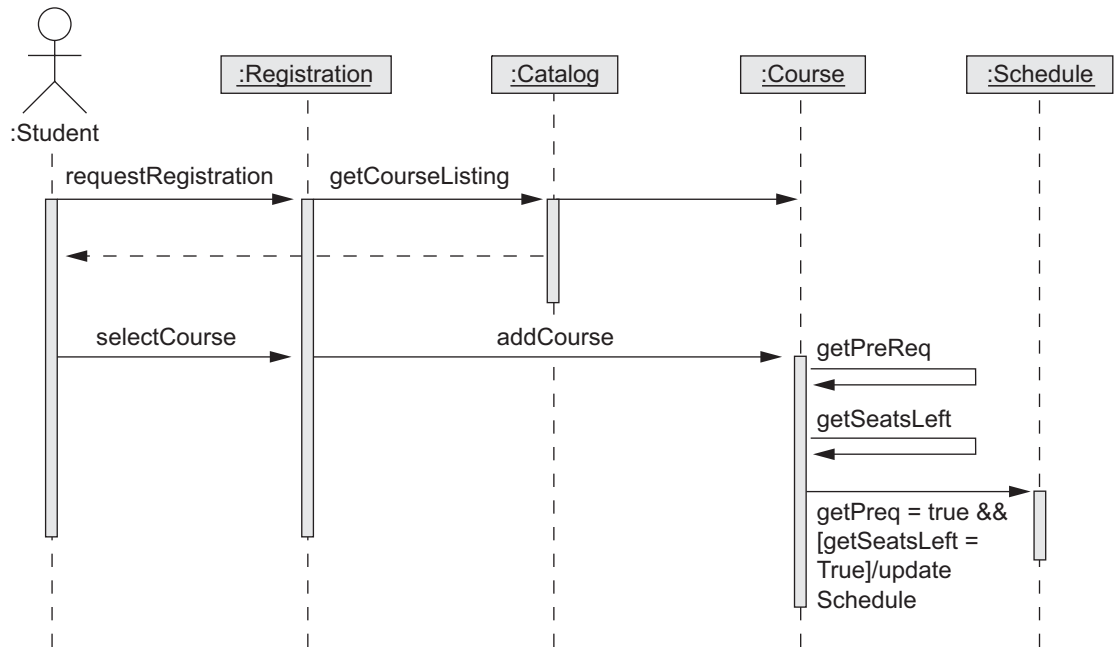 :Registration
:Catalog
:Course
:Schedule
:Student
requestRegistration
getCourseListing
selectCourse
addCourse
getPreReq
getSeatsLeft
getPreq = true &&
[getSeatsLeft =
True]/update
Schedule